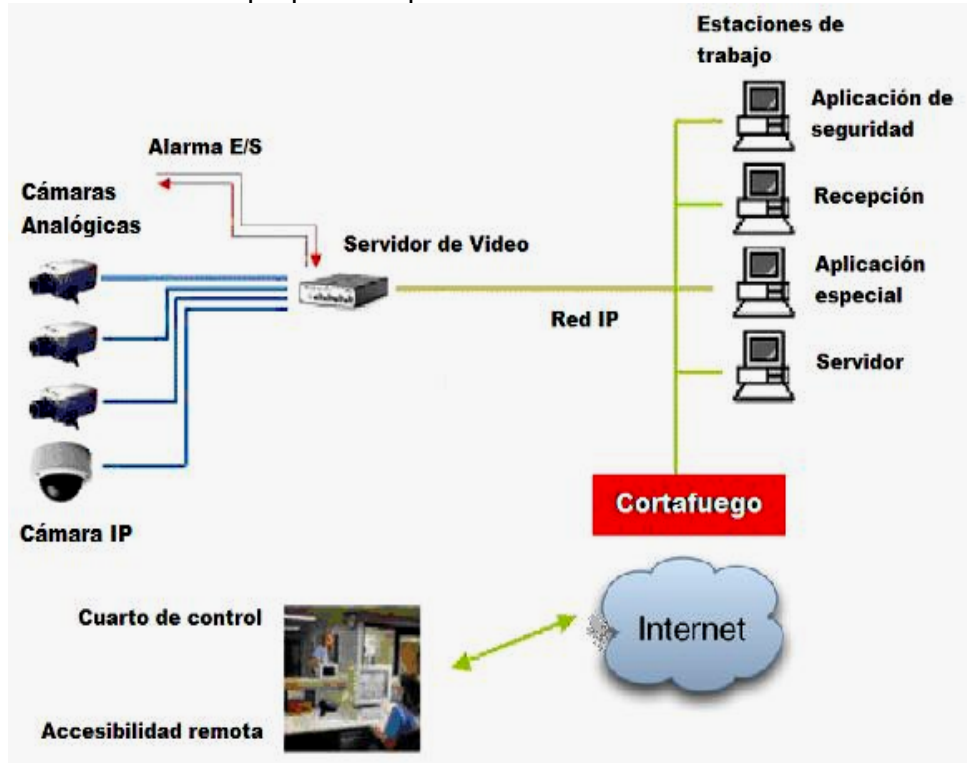 Estaciones de
trabajo
Aplicación de
seguridad
Alarma E/S
Cámaras
Analógicas
Recepción
Servidor de Video
Aplicación
especial
Red IP
Servidor
Cortafuego
Cámara IP
Cuarto de control
Internet
Accesibilidad remota